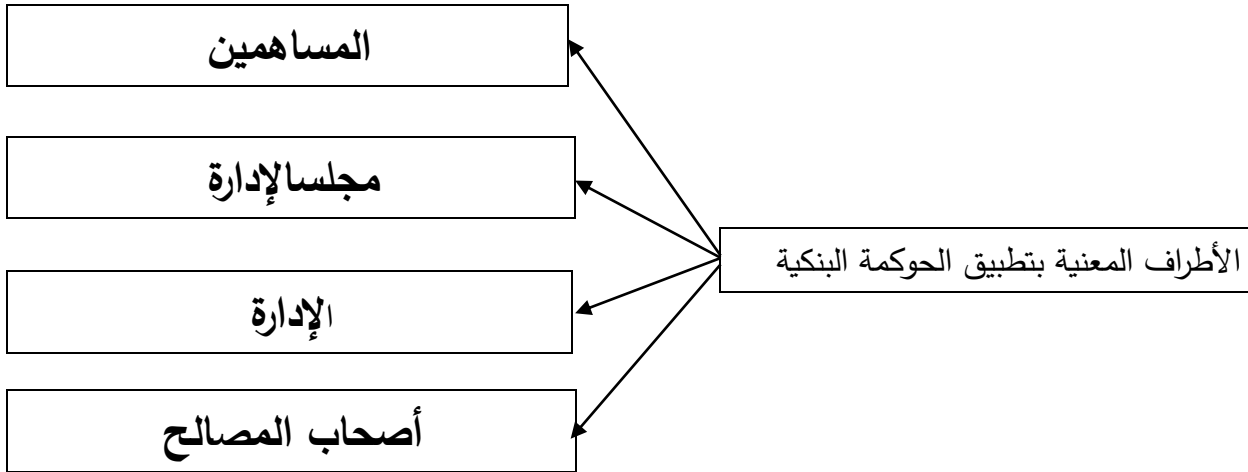 المساهمين
مجلسالإدارة
الأطراف المعنية بتطبيق الحوكمة البنكية
الإدارة
أصحاب المصالح